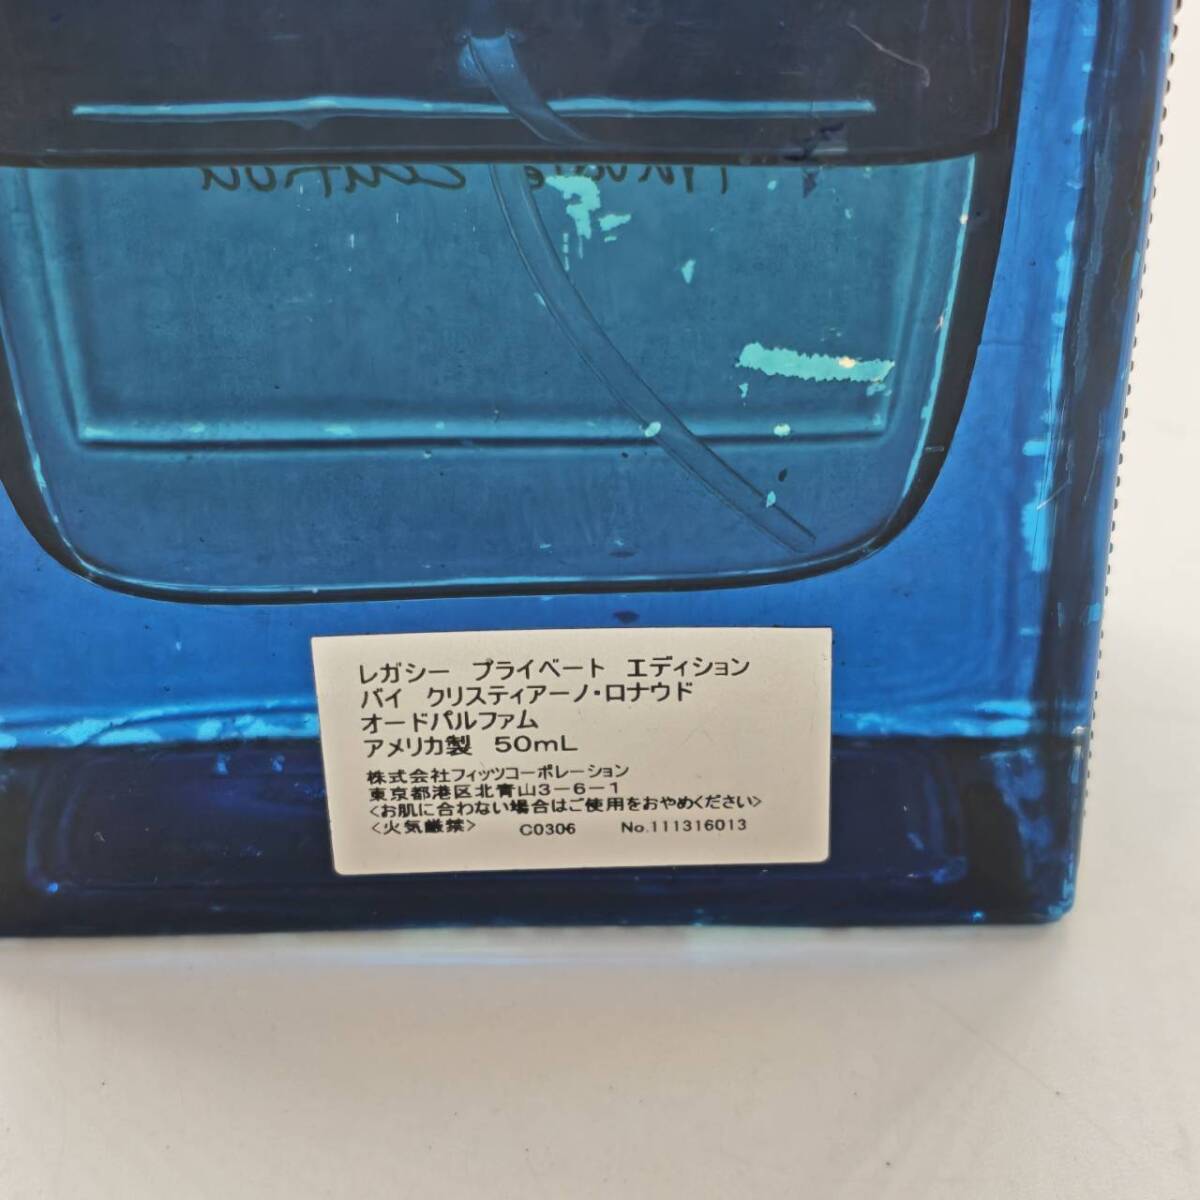 レガシー プライベート エディション
バイ クリスティアーノ・ロナウド
オードパルファム
アメリカ製 50mL
株式会社フィッツコーポレーション
東京都港区北青山3-6-1
<お肌に合わない場合はご使用をおやめください>
<火気厳禁> C0306 No.111316013